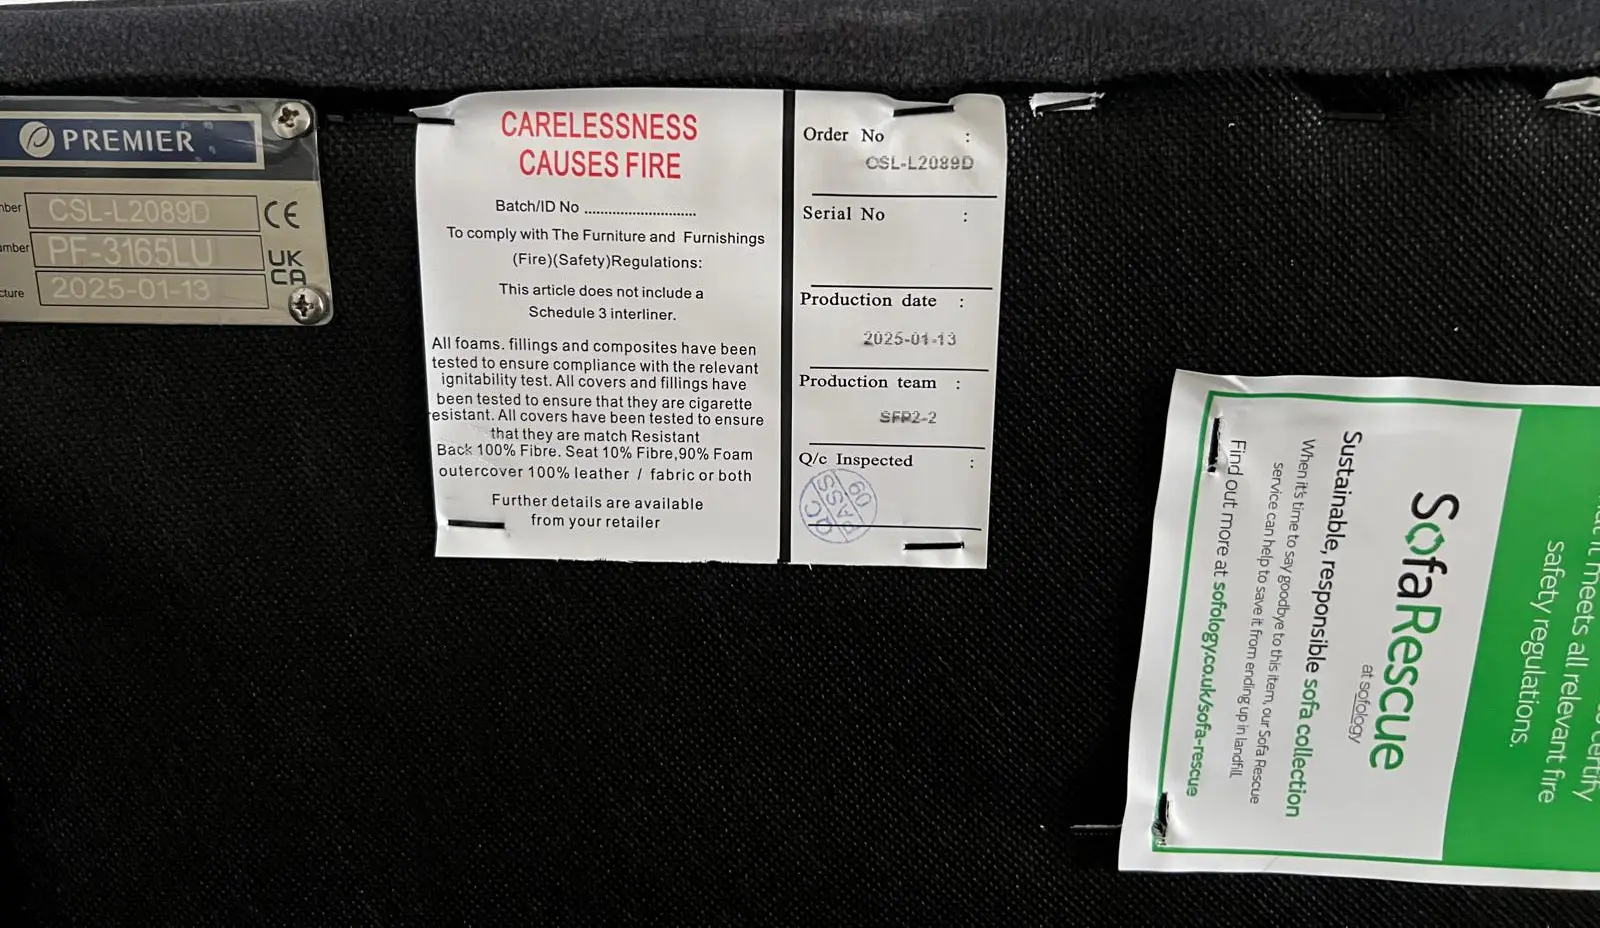 PREMIER
CSL-L2089D
CE
PF-3165LU
UK
CA
2025-01-13
CARELESSNESS
CAUSES FIRE
Batch/ID No ............................
To comply with The Furniture and Furnishings
(Fire)(Safety)Regulations:
This article does not include a
Schedule 3 interliner.
All foams. fillings and composites have been
tested to ensure compliance with the relevant
ignitability test. All covers and fillings have
been tested to ensure that they are cigarette
resistant. All covers have been tested to ensure
that they are match Resistant
Back 100% Fibre. Seat 10% Fibre,90% Foam
outercover 100% leather / fabric or both
Further details are available
from your retailer
Order No :
CSL-L2089D
Serial No :
Production date :
2025-01-13
Production team :
SFP2-2
Q/c Inspected :
QC
PASS
09
meets all relevant
safety regulations.
fire
SofaRescue
at sofology
Sustainable, responsible sofa collection
When it's time to say goodbye to this item, our Sofa Rescue
service can help to save it from ending up in landfill.
Find out more at sofology.co.uk/sofa-rescue